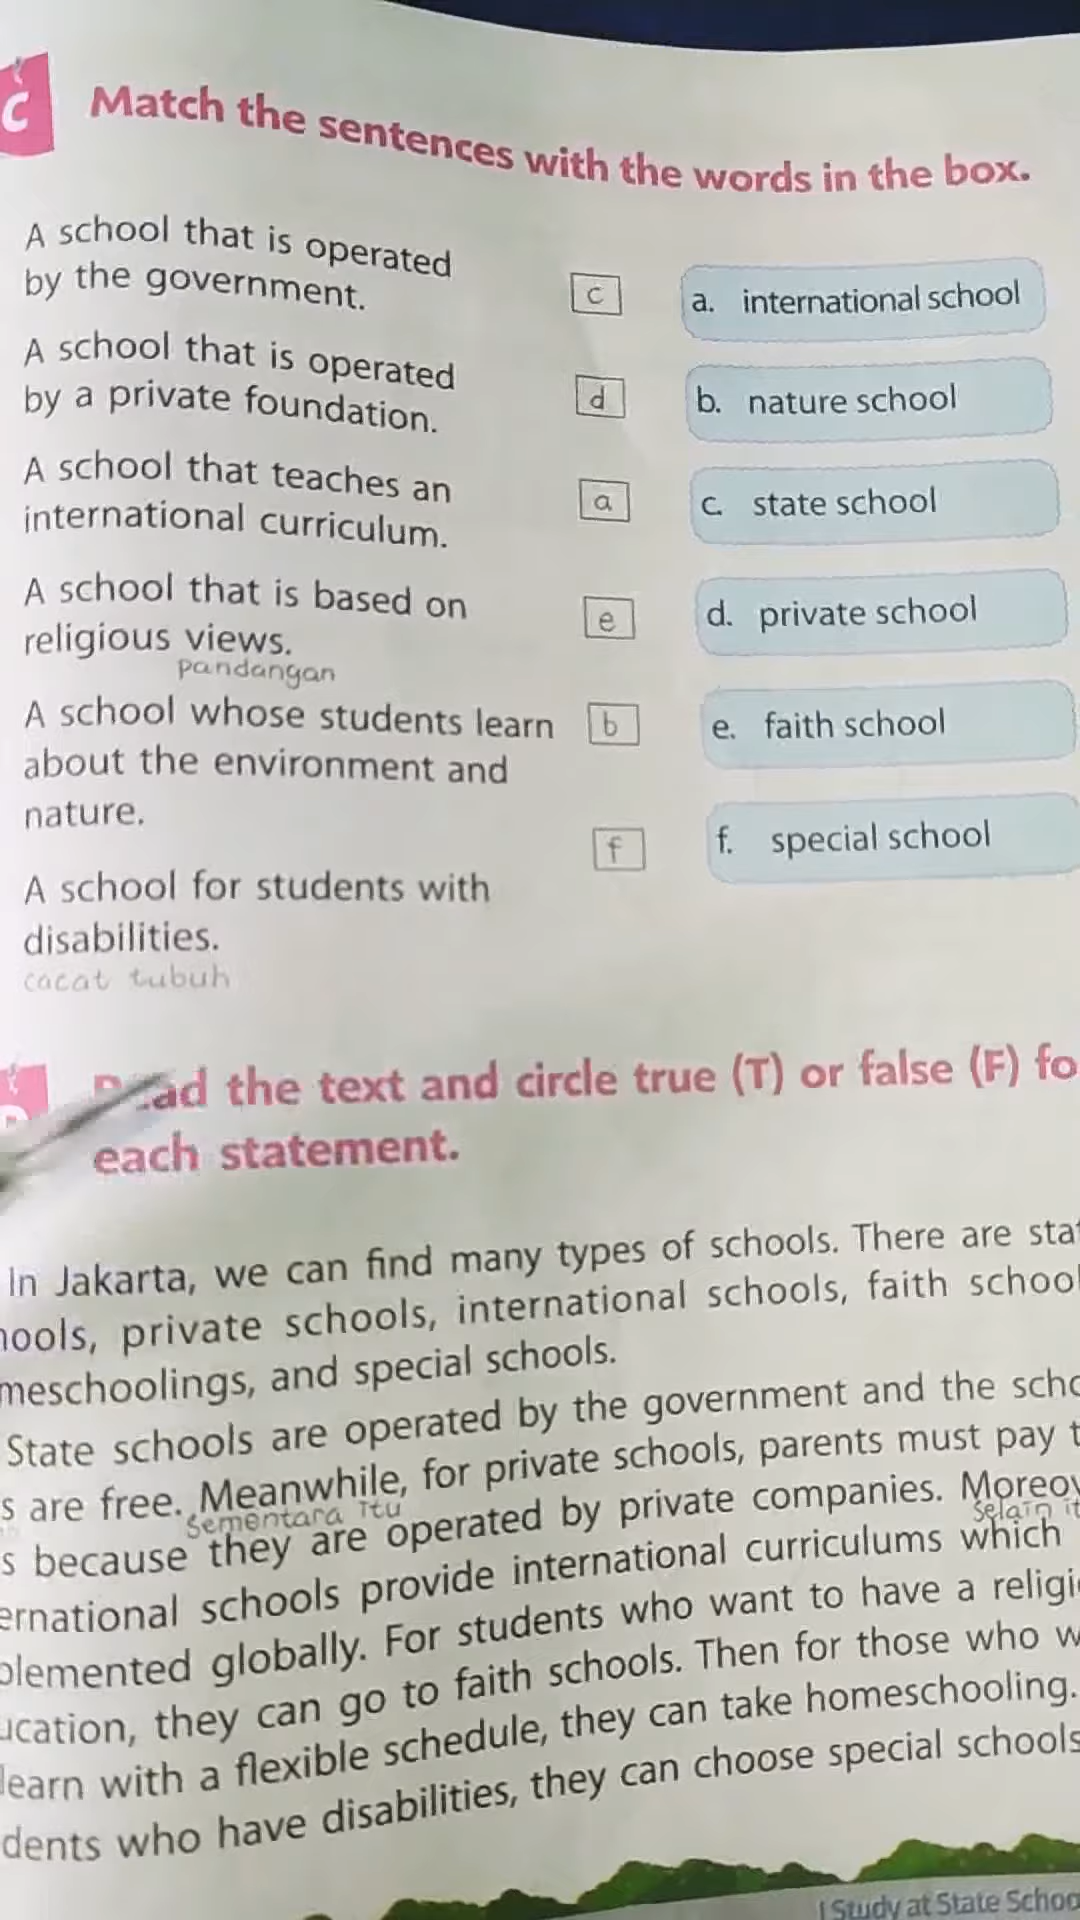 C
Match the sentences with the words in the box.
A school that is operated
by the government.
c
a. international school
A school that is operated
by a private foundation.
d
b. nature school
A school that teaches an
international curriculum.
a
c. state school
A school that is based on
religious views.
pandangan
e
d. private school
A school whose students learn
about the environment and
nature.
b
e. faith school
A school for students with
disabilities.
cacat tubuh
f
f. special school
the text and circle true (T) or false (F) fo
each statement.
In Jakarta, we can find many types of schools. There are sta
hools, private schools, international schools, faith school
meschoolings, and special schools.
State schools are operated by the government and the scho
s are free. Meanwhile, for private schools, parents must pay t
Sementara itu
s because they are operated by private companies. Moreov
selain it
ernational schools provide international curriculums which
plemented globally. For students who want to have a religi
ucation, they can go to faith schools. Then for those who w
learn with a flexible schedule, they can take homeschooling.
dents who have disabilities, they can choose special schools
I Study at State Schoo